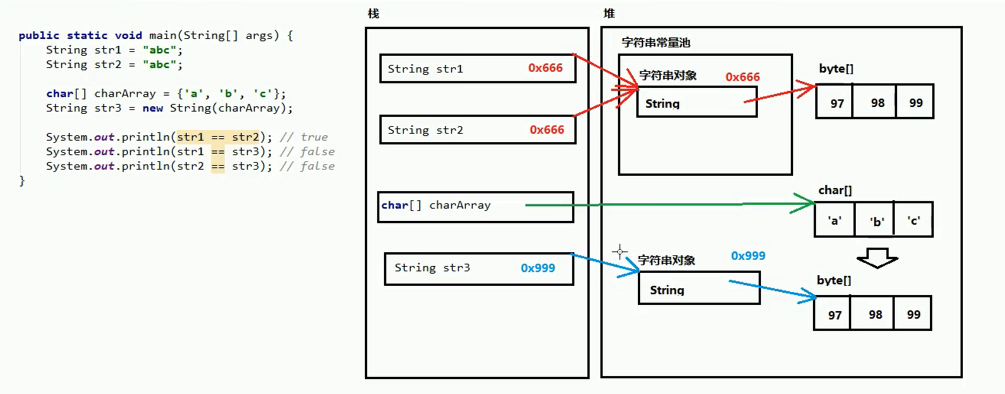 public static void main(String[] args) {
String str1 = "abc";
String str2 = "abc";
char[] charArray = {'a', 'b', 'c'};
String str3 = new String(charArray);
System.out.println(str1 == str2); // true
System.out.println(str1 == str3); // false
System.out.println(str2 == str3); // false
}
栈
String str1 0x666
String str2 0x666
char[] charArray
String str3 0x999
堆
字符串常量池
字符串对象 0x666
String
byte[]
97 98 99
char[]
'a' 'b' 'c'
字符串对象 0x999
String
byte[]
97 98 99